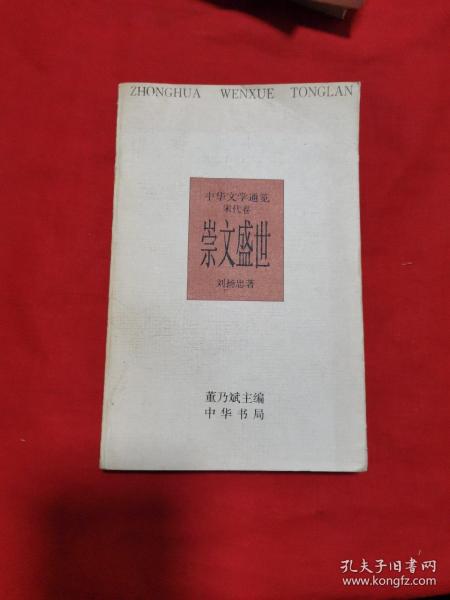 ZHONGHUA WENXUE TONGLAN
中华文学通览
宋代卷
崇文盛世
刘扬忠著
董乃斌主编
中华书局
孔夫子旧书网
www.kongfz.com